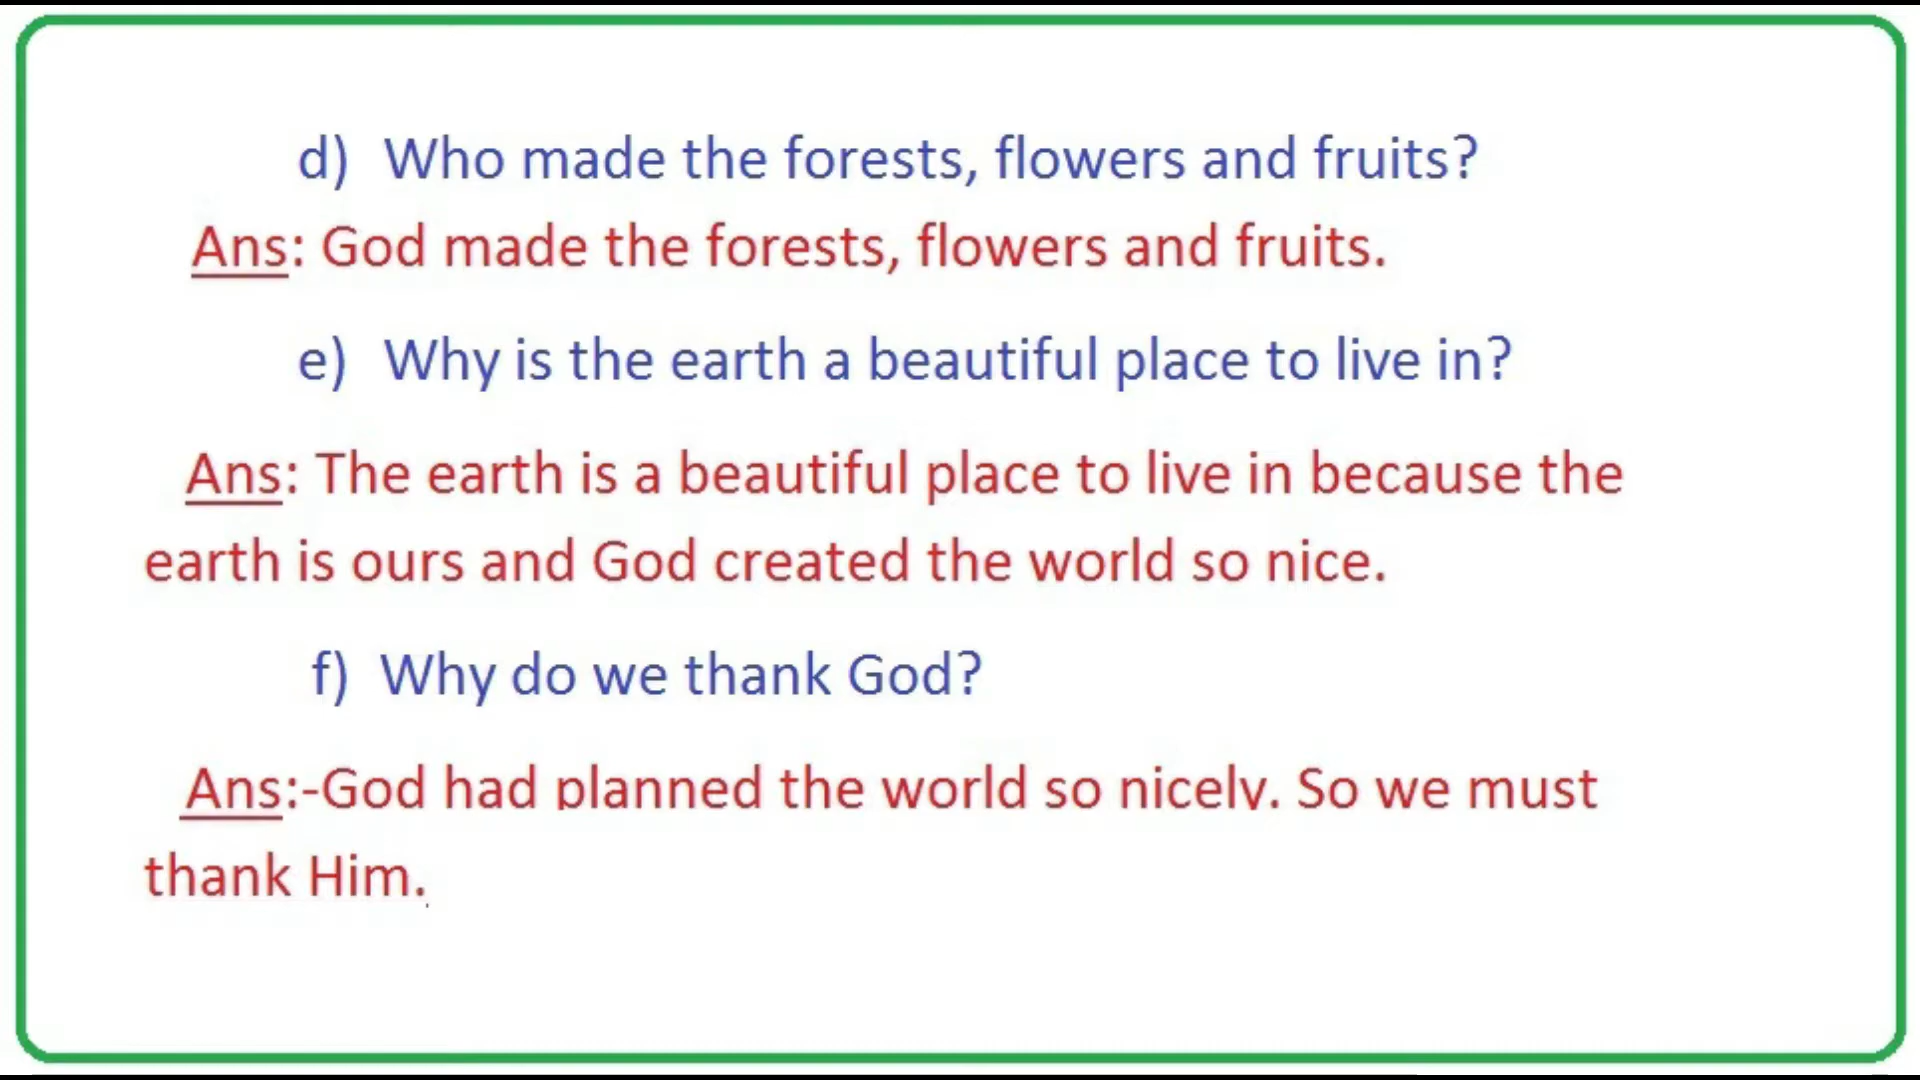 d) Who made the forests, flowers and fruits?
Ans: God made the forests, flowers and fruits.
e) Why is the earth a beautiful place to live in?
Ans: The earth is a beautiful place to live in because the
earth is ours and God created the world so nice.
f) Why do we thank God?
Ans:-God had planned the world so nicely. So we must
thank Him.